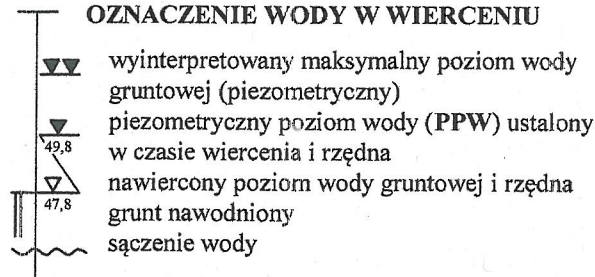 OZNACZENIE WODY W WIERCENIU
wyinterpretowany maksymalny poziom wody
gruntowej (piezometryczny)
piezometryczny poziom wody (PPW) ustalony
49,8
w czasie wiercenia i rzędna
nawiercony poziom wody gruntowej i rzędna
47,8
grunt nawodniony
sączenie wody